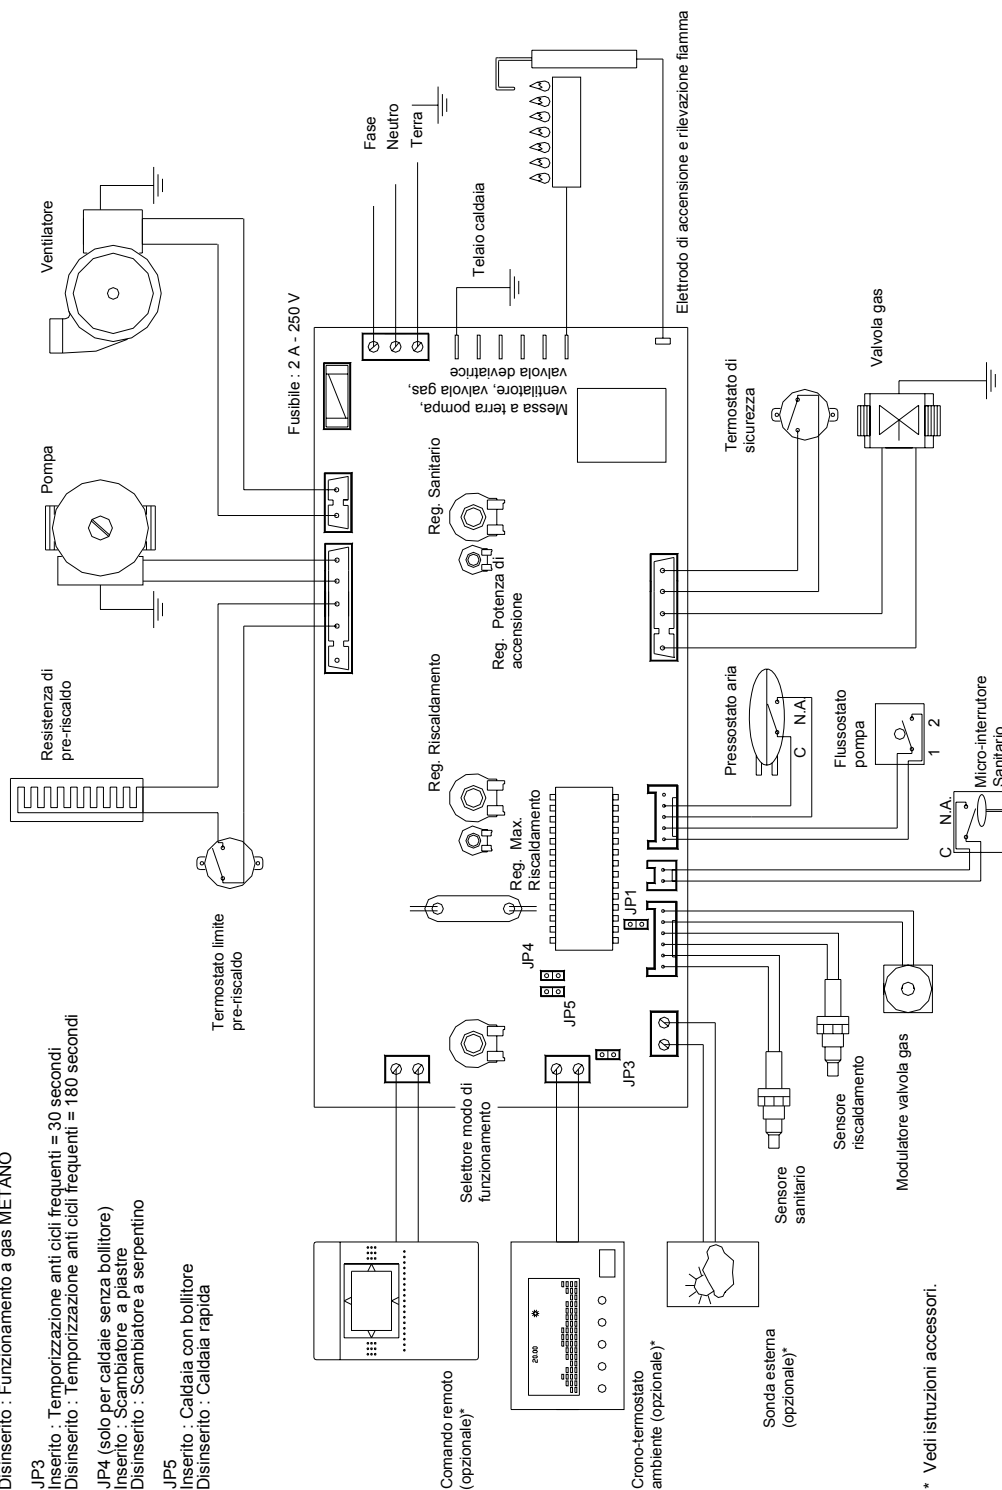 Disinserito : Funzionamento a gas METANO
JP3
Inserito : Temporizzazione anti cicli frequenti = 30 secondi
Disinserito : Temporizzazione anti cicli frequenti = 180 secondi
JP4 (solo per caldaie senza bollitore)
Inserito : Scambiatore a piastre
Disinserito : Scambiatore a serpentino
JP5
Inserito : Caldaia con bollitore
Disinserito : Caldaia rapida
Resistenza di
pre-riscaldo
Termostato limite
pre-riscaldo
Pompa
Ventilatore
Fusibile : 2 A - 250 V
Fase
Neutro
Terra
Telaio caldaia
Messa a terra pompa,
ventilatore, valvola gas,
valvola deviatrice
Elettrodo di accensione e rilevazione fiamma
Reg. Sanitario
Reg. Potenza di
accensione
Reg. Riscaldamento
Reg. Max.
Riscaldamento
JP4
JP5
JP1
JP3
Selettore modo di
funzionamento
Comando remoto
(opzionale)*
20.00
Crono-termostato
ambiente (opzionale)*
Sonda esterna
(opzionale)*
Sensore
sanitario
Sensore
riscaldamento
Modulatore valvola gas
C N.A.
Micro-interrutore
Sanitario
Flussostato
pompa
1 2
Pressostato aria
C N.A.
Termostato di
sicurezza
Valvola gas
* Vedi istruzioni accessori.